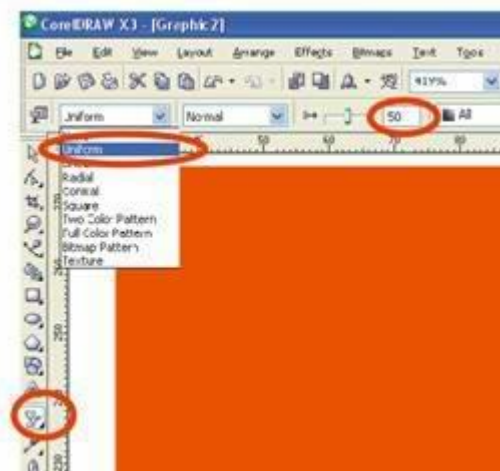 CorelDRAW X3 - [Graphic2]
File Edit View Layout Arrange Effects Bitmaps Text Tools
419%
Uniform Normal 50 All
Uniform
Radial
Conical
Square
Two Color Pattern
Full Color Pattern
Bitmap Pattern
Texture